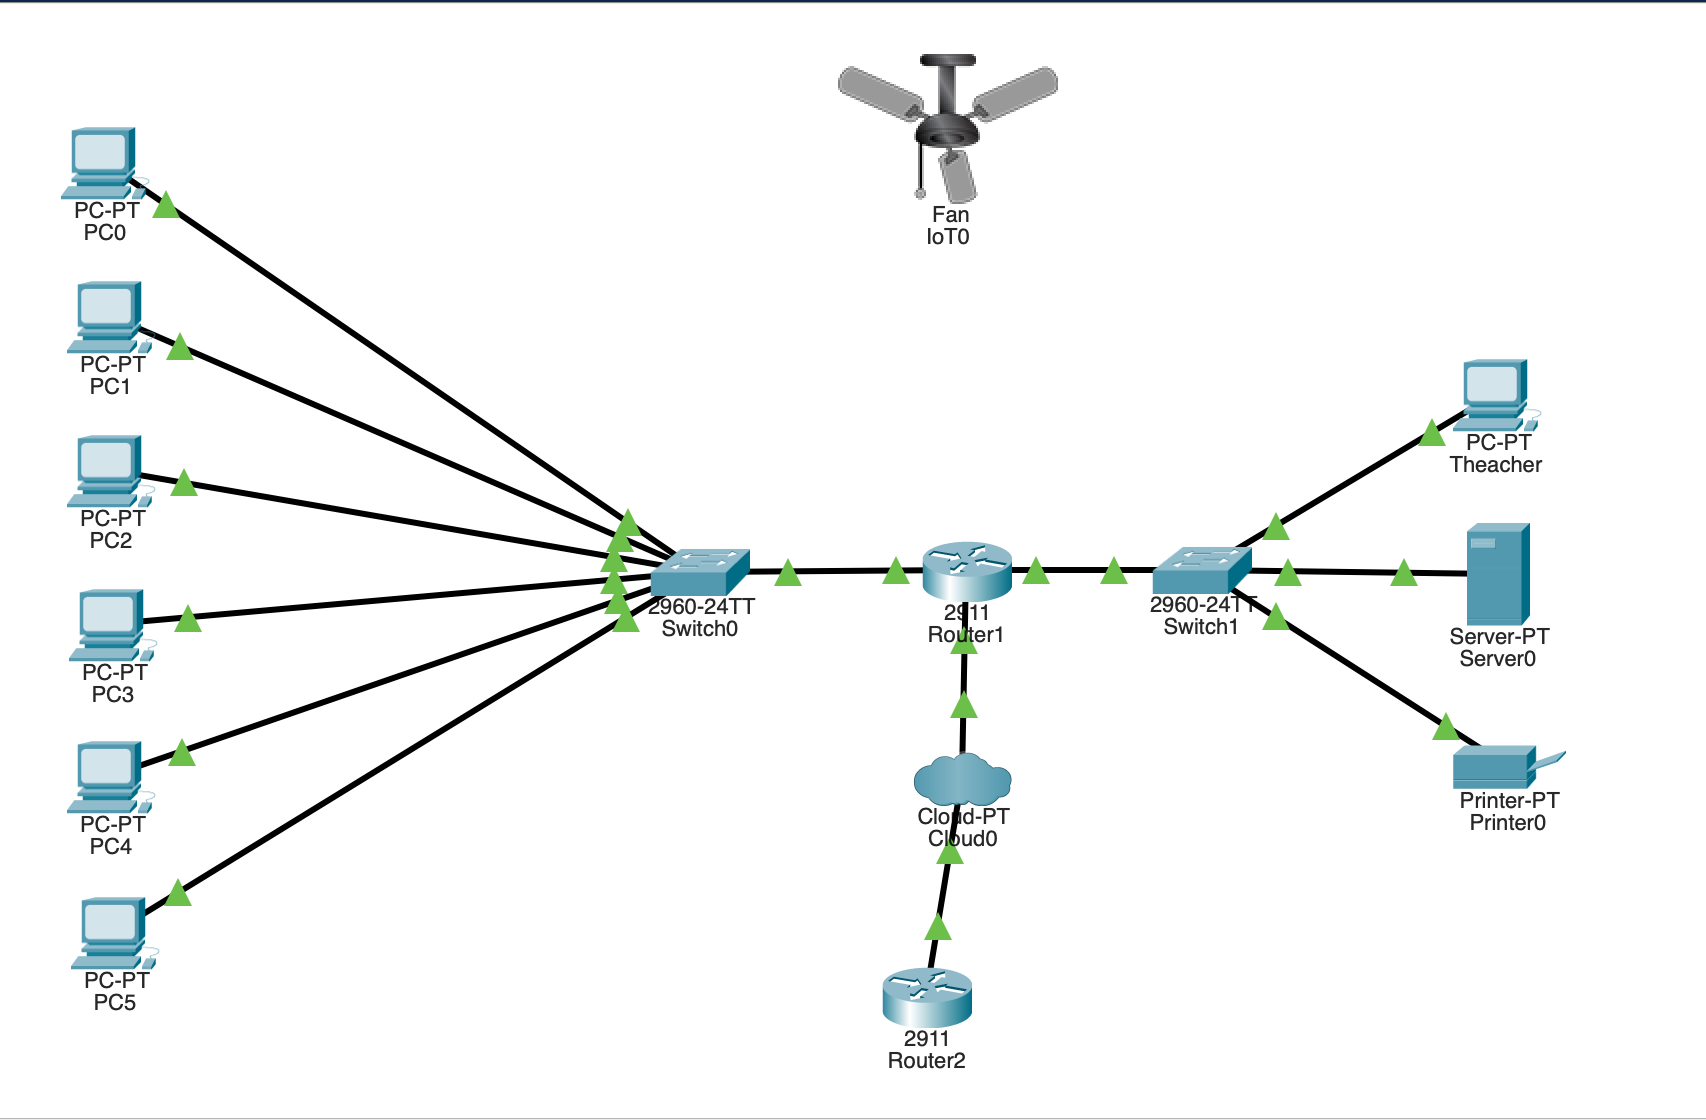 Fan
IoT0
PC-PT
PC0
PC-PT
PC1
PC-PT
PC2
PC-PT
PC3
PC-PT
PC4
PC-PT
PC5
2960-24TT
Switch0
2911
Router1
2960-24TT
Switch1
PC-PT
Theacher
Server-PT
Server0
Printer-PT
Printer0
Cloud-PT
Cloud0
2911
Router2